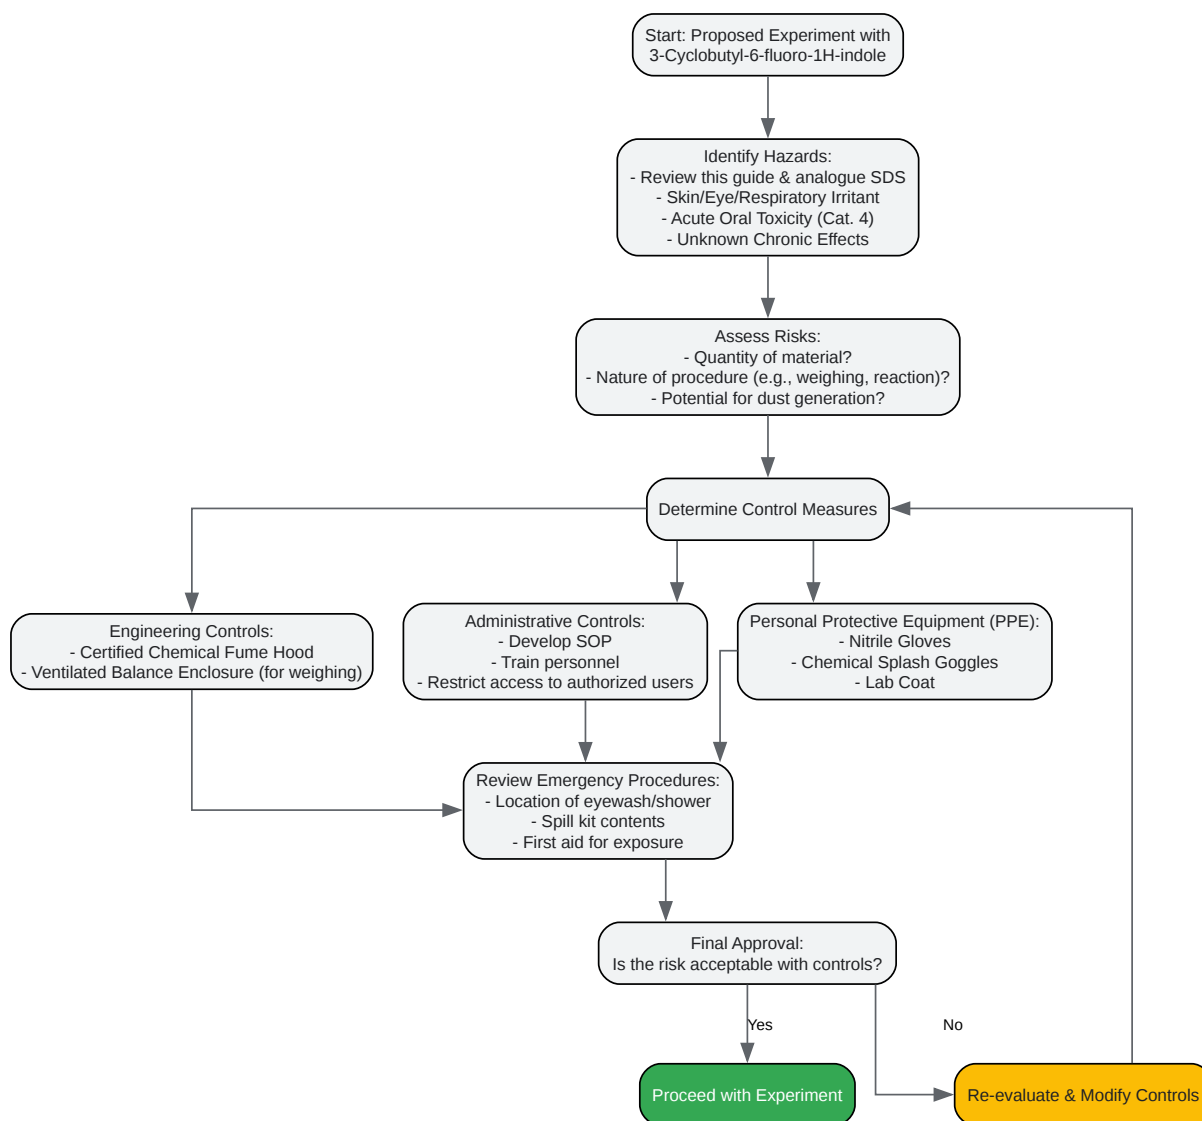 Start: Proposed Experiment with
3-Cyclobutyl-6-fluoro-1H-indole
Identify Hazards:
- Review this guide & analogue SDS
- Skin/Eye/Respiratory Irritant
- Acute Oral Toxicity (Cat. 4)
- Unknown Chronic Effects
Assess Risks:
- Quantity of material?
- Nature of procedure (e.g., weighing, reaction)?
- Potential for dust generation?
Determine Control Measures
Engineering Controls:
- Certified Chemical Fume Hood
- Ventilated Balance Enclosure (for weighing)
Administrative Controls:
- Develop SOP
- Train personnel
- Restrict access to authorized users
Personal Protective Equipment (PPE):
- Nitrile Gloves
- Chemical Splash Goggles
- Lab Coat
Review Emergency Procedures:
- Location of eyewash/shower
- Spill kit contents
- First aid for exposure
Final Approval:
Is the risk acceptable with controls?
Yes
No
Proceed with Experiment
Re-evaluate & Modify Controls